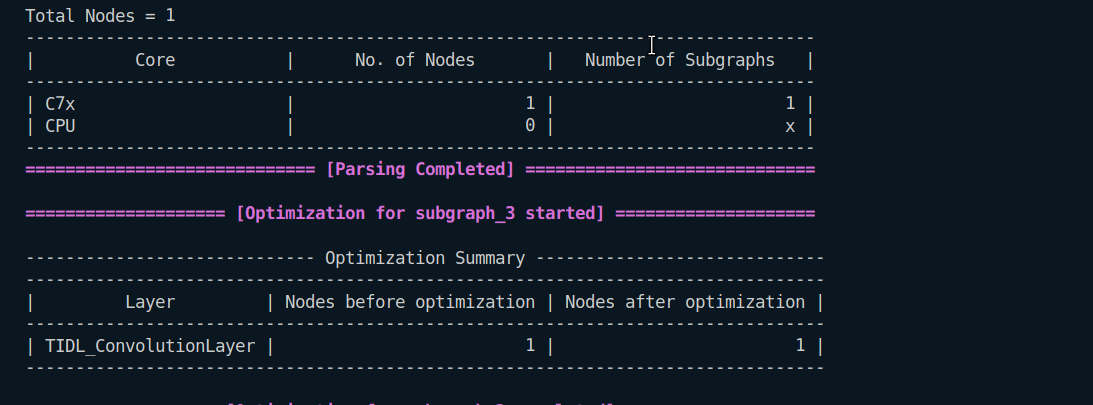 Total Nodes = 1
-------------------------------------------------------------------------------
| Core | No. of Nodes | Number of Subgraphs |
-------------------------------------------------------------------------------
| C7x | 1 | 1 |
| CPU | 0 | x |
-------------------------------------------------------------------------------
============================= [Parsing Completed] =============================
==================== [Optimization for subgraph_3 started] ====================
----------------------------- Optimization Summary -----------------------------
--------------------------------------------------------------------------------
| Layer | Nodes before optimization | Nodes after optimization |
--------------------------------------------------------------------------------
| TIDL_ConvolutionLayer | 1 | 1 |
--------------------------------------------------------------------------------